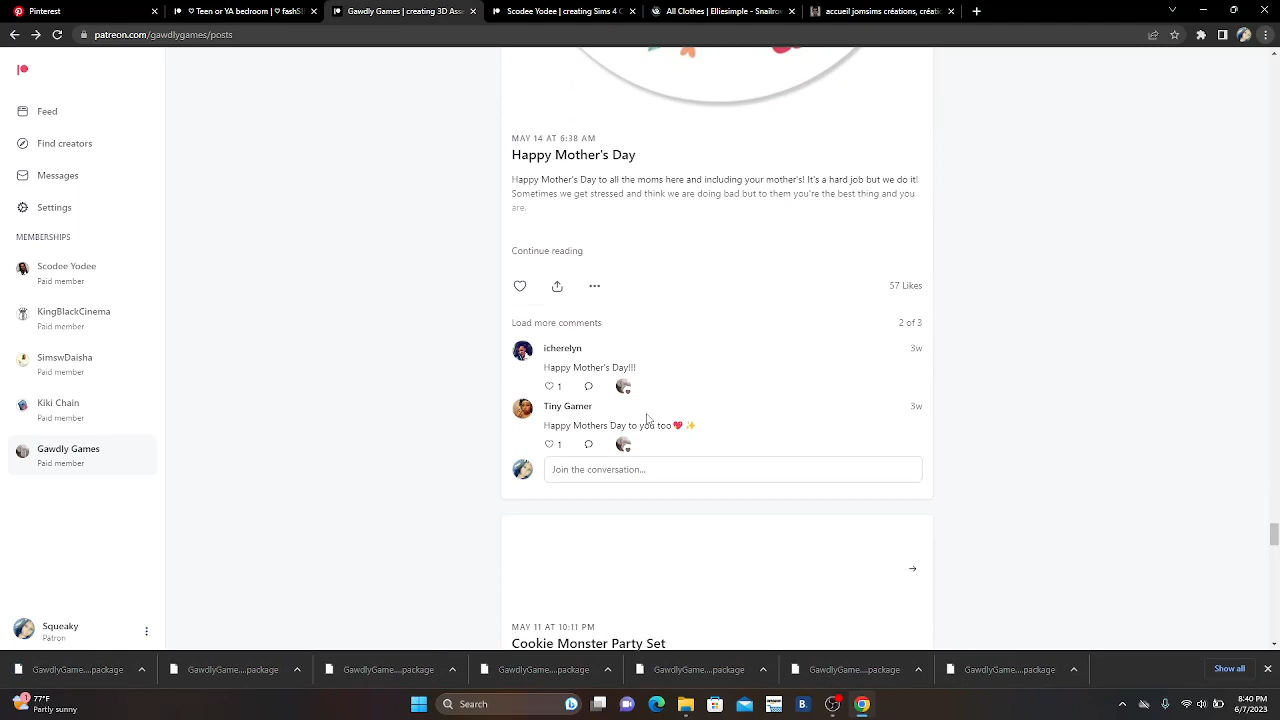 Pinterest
♡ Teen or YA bedroom | ♡ fashSII
Gawdly Games | creating 3D Asse
Scodee Yodee | creating Sims 4 C
All Clothes | Ellisimple - Snailrov
accueil jomsims créations, créatio
patreon.com/gawdlygames/posts
Feed
Find creators
Messages
Settings
MEMBERSHIPS
Scodee Yodee
Paid member
KingBlackCinema
Paid member
SimswDaisha
Paid member
Kiki Chain
Paid member
Gawdly Games
Paid member
Squeaky
Patron
MAY 14 AT 6:38 AM
Happy Mother's Day
Happy Mother's Day to all the moms here and including your mother's! It's a hard job but we do it!
Sometimes we get stressed and think we are doing bad but to them you're the best thing and you
are.
Continue reading
57 Likes
Load more comments
2 of 3
icherelyn
3w
Happy Mother's Day!!!
1
Tiny Gamer
3w
Happy Mothers Day to you too💖 ✨
1
Join the conversation...
MAY 11 AT 10:11 PM
Cookie Monster Party Set
GawdlyGame....package
GawdlyGame....package
GawdlyGame....package
GawdlyGame....package
GawdlyGame....package
GawdlyGame....package
GawdlyGame....package
Show all
1
77°F
Partly sunny
Search
B.
8:40 PM
6/7/2023